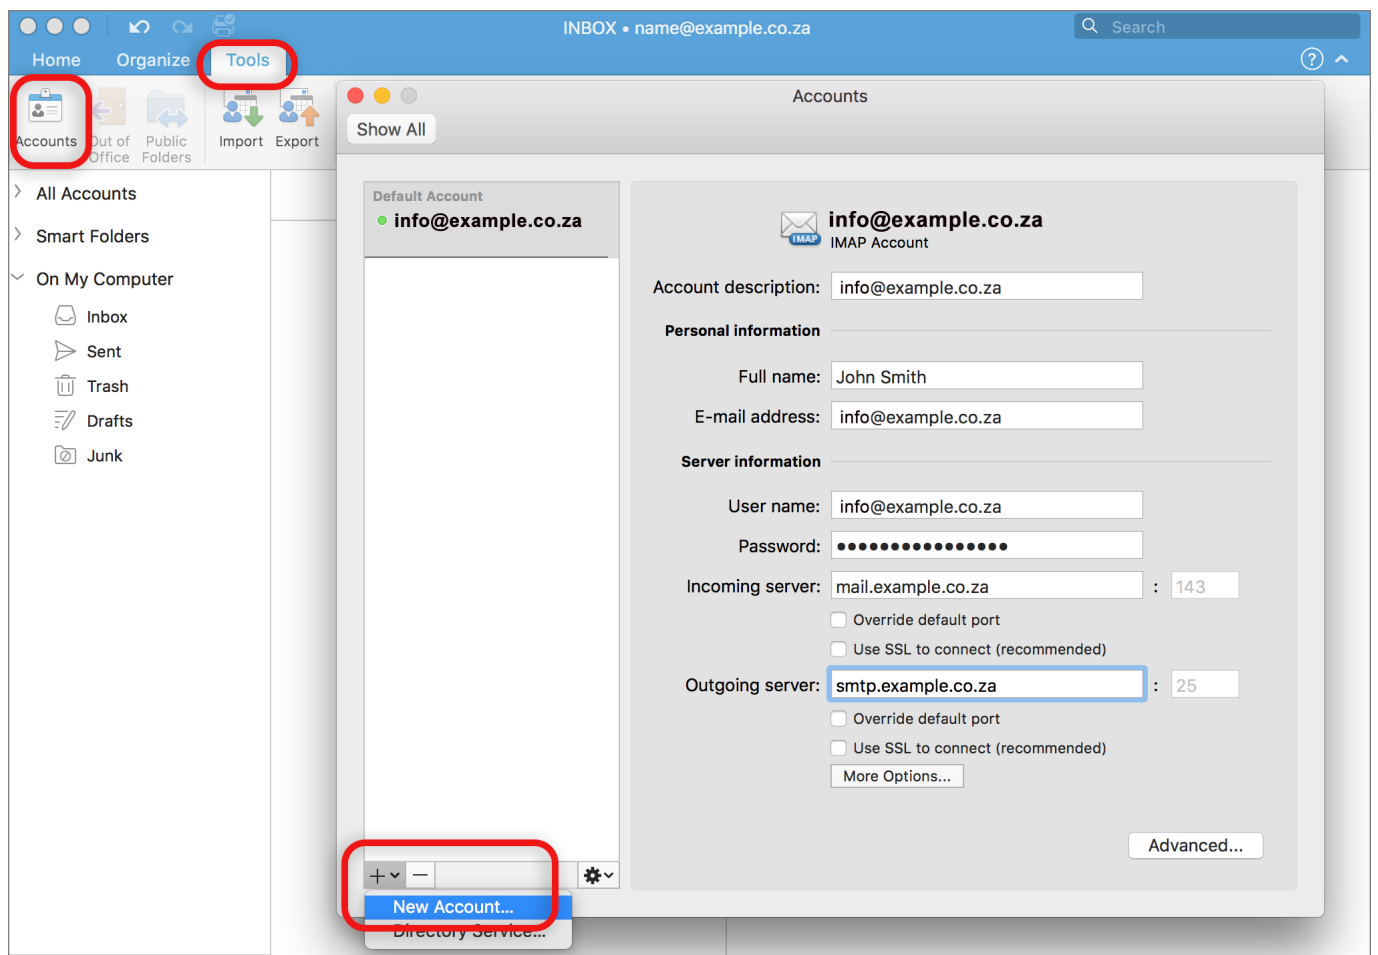 INBOX • name@example.co.za
Search
Home Organize Tools
?
Accounts
Out of Office
Public Folders
Import
Export
Accounts
Show All
All Accounts
Smart Folders
On My Computer
Inbox
Sent
Trash
Drafts
Junk
Default Account
info@example.co.za
IMAP
info@example.co.za
IMAP Account
Account description: info@example.co.za
Personal information
Full name: John Smith
E-mail address: info@example.co.za
Server information
User name: info@example.co.za
Password: ••••••••••••••••
Incoming server: mail.example.co.za : 143
Override default port
Use SSL to connect (recommended)
Outgoing server: smtp.example.co.za : 25
Override default port
Use SSL to connect (recommended)
More Options...
Advanced...
New Account...
Directory Service...